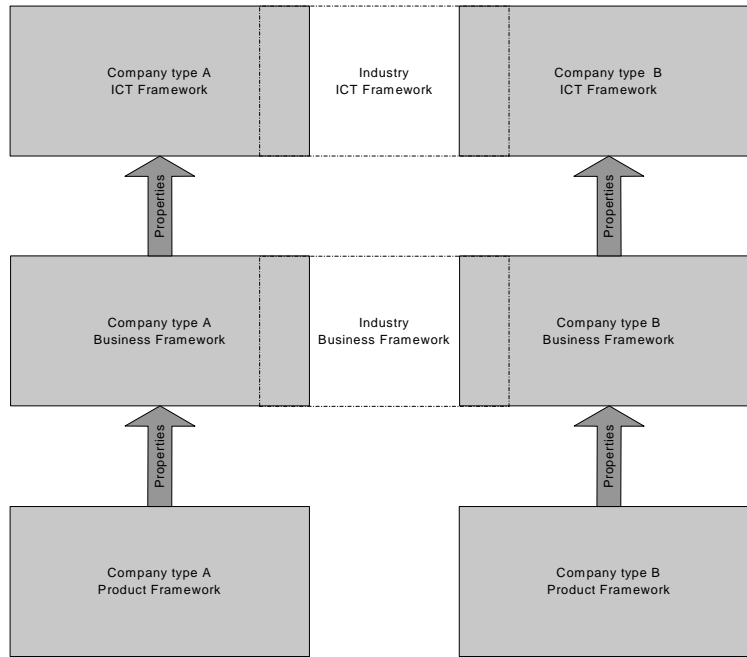 Company type A
ICT Framework
Industry
ICT Framework
Company type B
ICT Framework
Properties
Properties
Company type A
Business Framework
Industry
Business Framework
Company type B
Business Framework
Properties
Properties
Company type A
Product Framework
Company type B
Product Framework